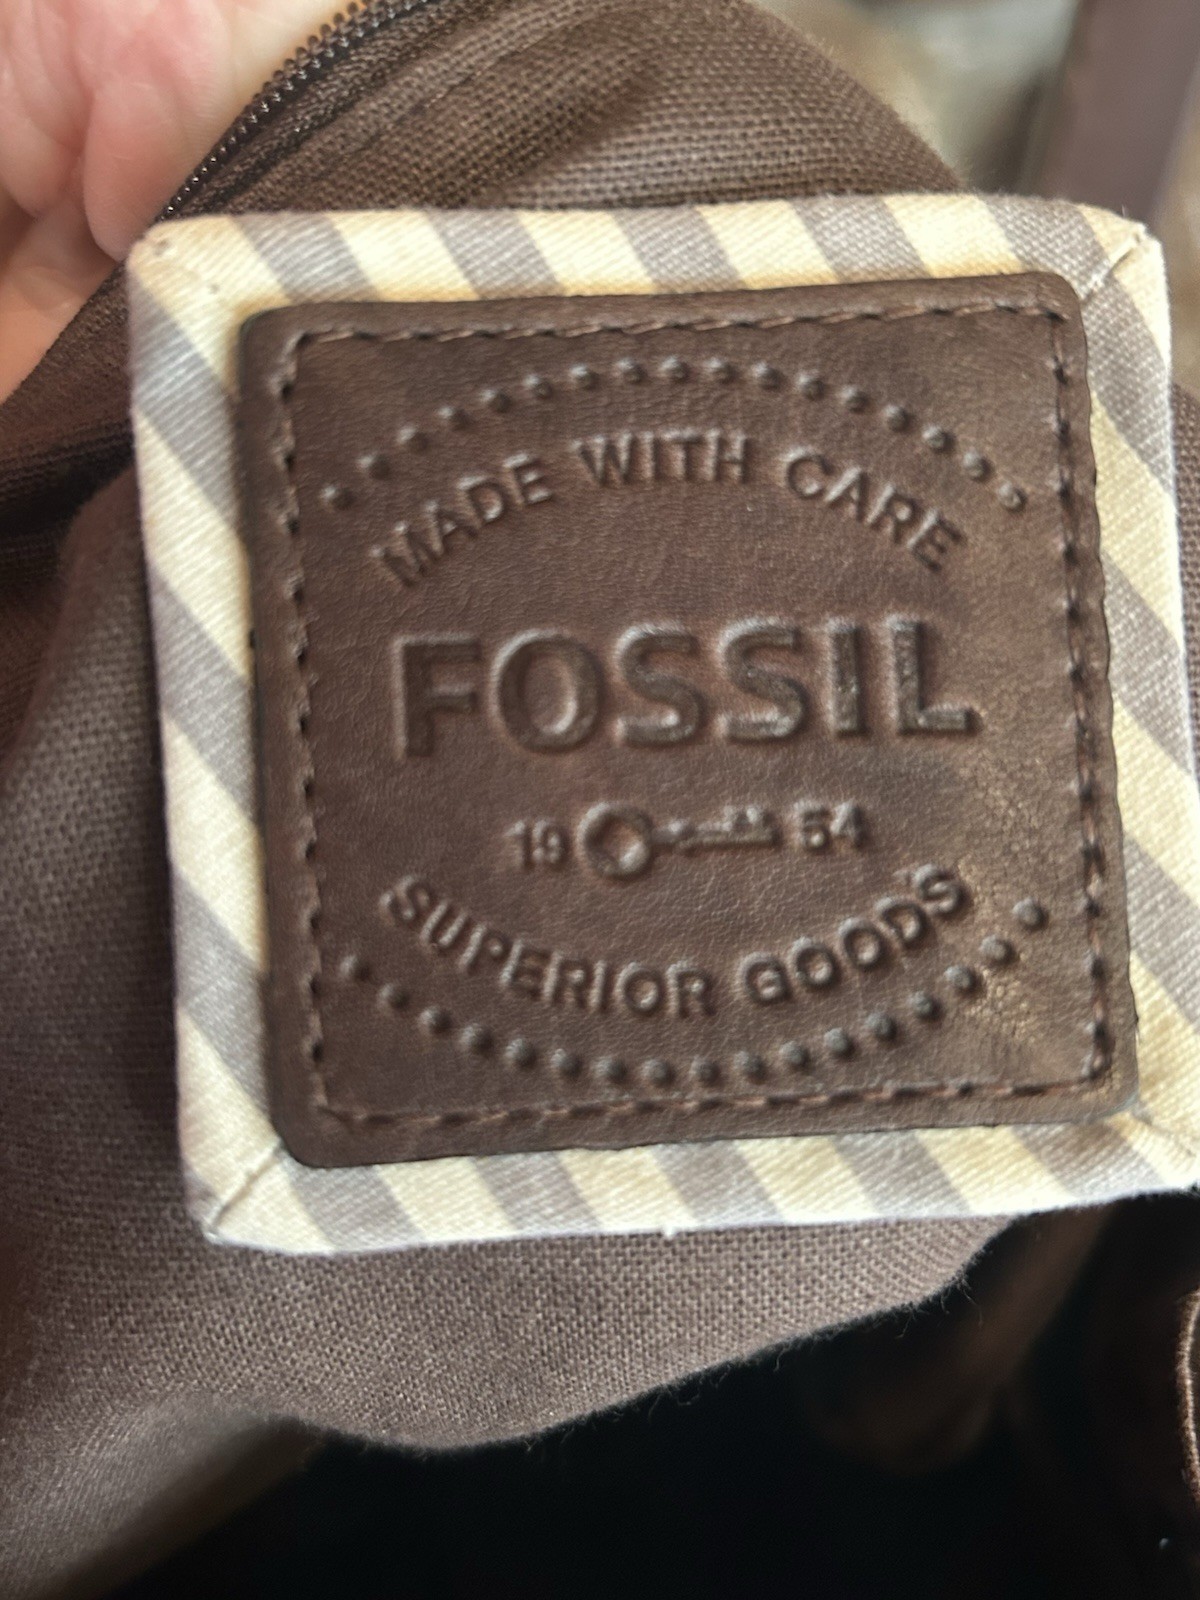 MADE WITH CARE
FOSSIL
19 54
SUPERIOR GOODS